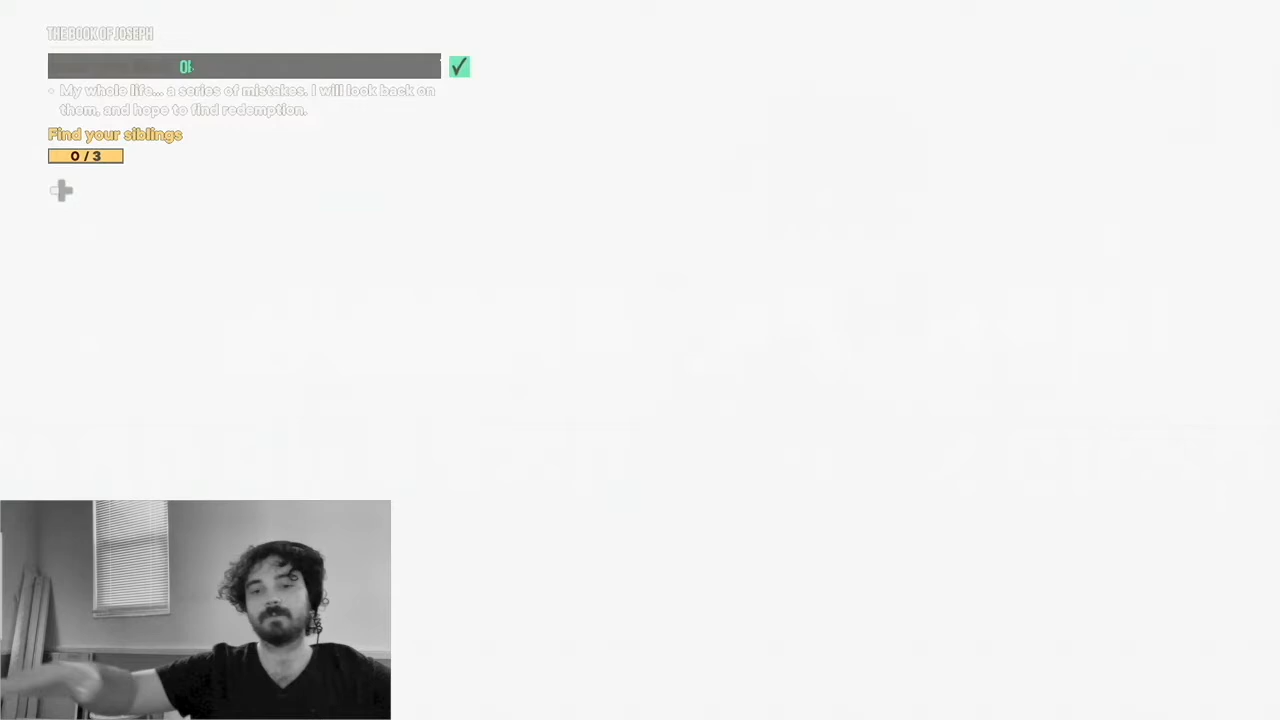 THE BOOK OF JOSEPH
My whole life... a series of mistakes. I will look back on
them, and hope to find redemption.
Find your siblings
0 / 3